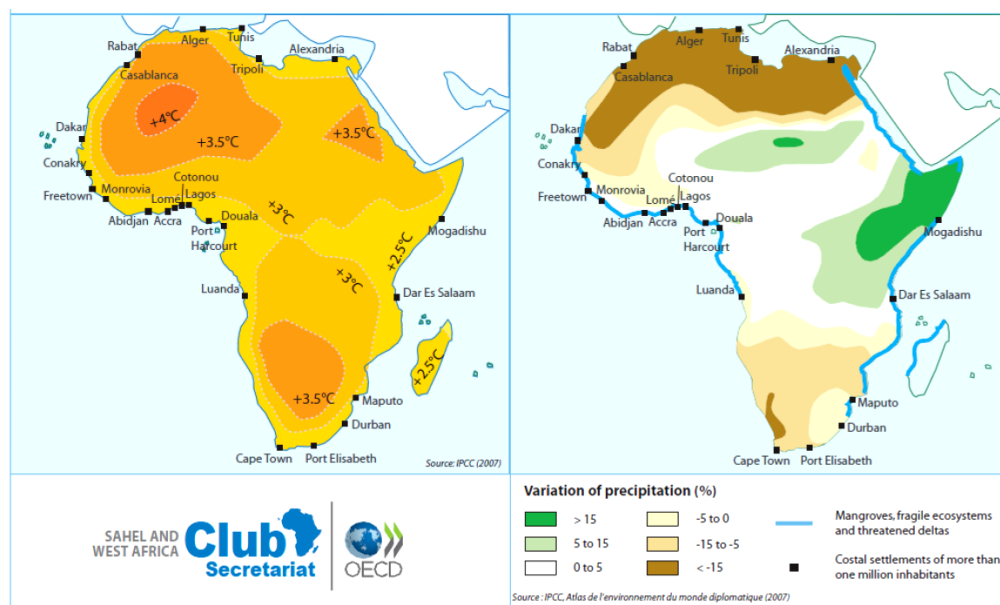 Alger
Tunis
Rabat
Alexandria
Casablanca
Tripoli
+4°C
+3.5°C
+3.5°C
Dakar
Conakry
Cotonou
Freetown
Monrovia
Lomé
Lagos
Abidjan
Accra
+3°C
Douala
Port
Harcourt
Mogadishu
+2.5°C
+3°C
Luanda
Dar Es Salaam
+2.5°C
+3.5°C
Maputo
Durban
Cape Town
Port Elisabeth
Source: IPCC (2007)
Alger
Tunis
Rabat
Alexandria
Casablanca
Tripoli
Dakar
Conakry
Cotonou
Freetown
Monrovia
Lomé
Lagos
Abidjan
Accra
Douala
Port
Harcourt
Mogadishu
Luanda
Dar Es Salaam
Maputo
Durban
Cape Town
Port Elisabeth
SAHEL AND
WEST AFRICA
Club
Secretariat
OECD
Variation of precipitation (%)
> 15
5 to 15
0 to 5
-5 to 0
-15 to -5
< -15
Mangroves, fragile ecosystems
and threatened deltas
Costal settlements of more than
one million inhabitants
Source : IPCC, Atlas de l'environement du monde diplomatique (2007)